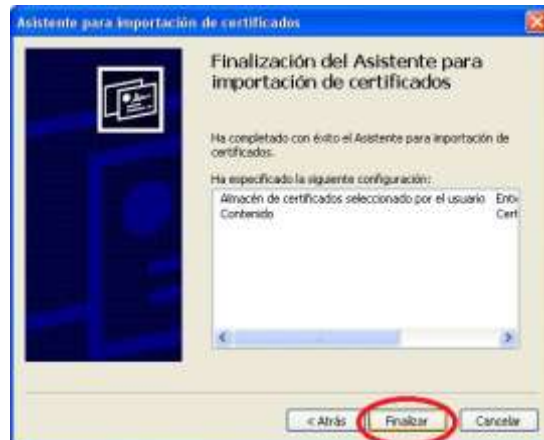 Asistente para importación de certificados
Finalización del Asistente para
importación de certificados
Ha completado con éxito el Asistente para importación de
certificados.
Ha especificado la siguiente configuración:
Almacén de certificados seleccionado por el usuario Enti
Contenido Cert
< Atrás Finalizar Cancelar